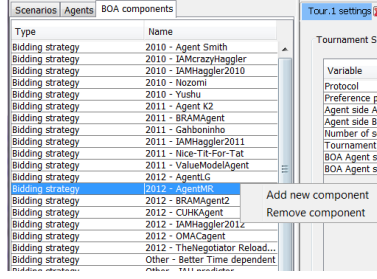 Scenarios Agents BOA components
Tour.1 settings
Tournament S
Type Name
Bidding strategy 2010 - Agent Smith
Bidding strategy 2010 - IAMcrazyHaggler
Bidding strategy 2010 - IAMHaggler2010
Bidding strategy 2010 - Nozomi
Bidding strategy 2010 - Yushu
Bidding strategy 2011 - Agent K2
Bidding strategy 2011 - BRAMAgent
Bidding strategy 2011 - Gahboninho
Bidding strategy 2011 - IAMHaggler2011
Bidding strategy 2011 - Nice-Tit-For-Tat
Bidding strategy 2011 - ValueModelAgent
Bidding strategy 2012 - AgentLG
Bidding strategy 2012 - AgentMR
Bidding strategy 2012 - BRAMAgent2
Bidding strategy 2012 - CUHKAgent
Bidding strategy 2012 - IAMHaggler2012
Bidding strategy 2012 - OMACagent
Bidding strategy 2012 - TheNegotiator Reload...
Bidding strategy Other - Better Time dependent
Bidding strategy Other - IAU predictor
Variable
Protocol
Preference p
Agent side A
Agent side B
Number of s
Tournament
BOA Agent s
BOA Agent s
Add new component
Remove component